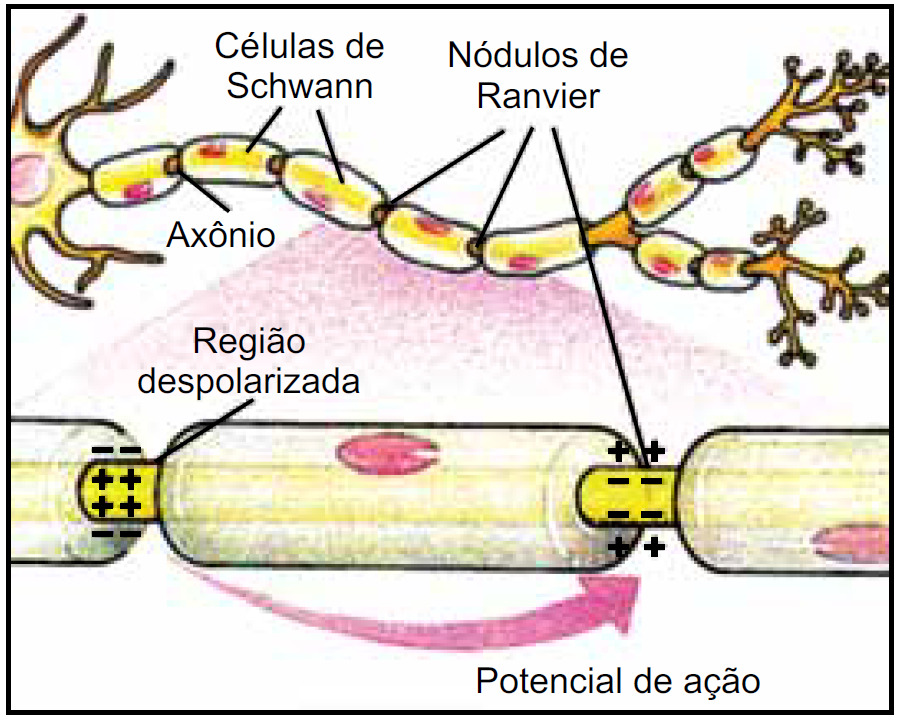 Células de
Schwann
Nódulos de
Ranvier
Axônio
Região
despolarizada
Potencial de ação